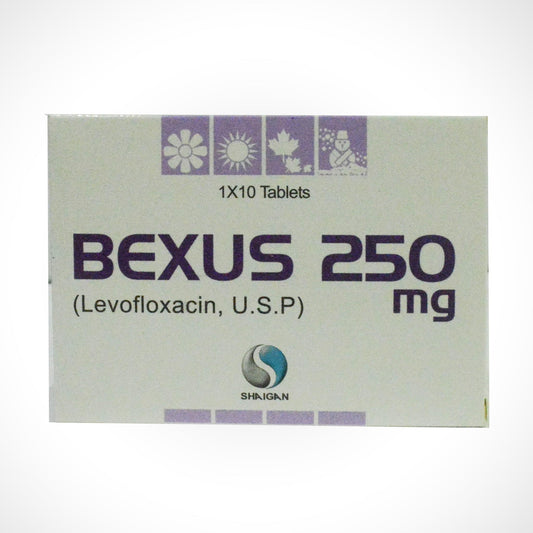 1X10 Tablets
BEXUS 250
mg
(Levofloxacin, U.S.P)
SHAIGAN